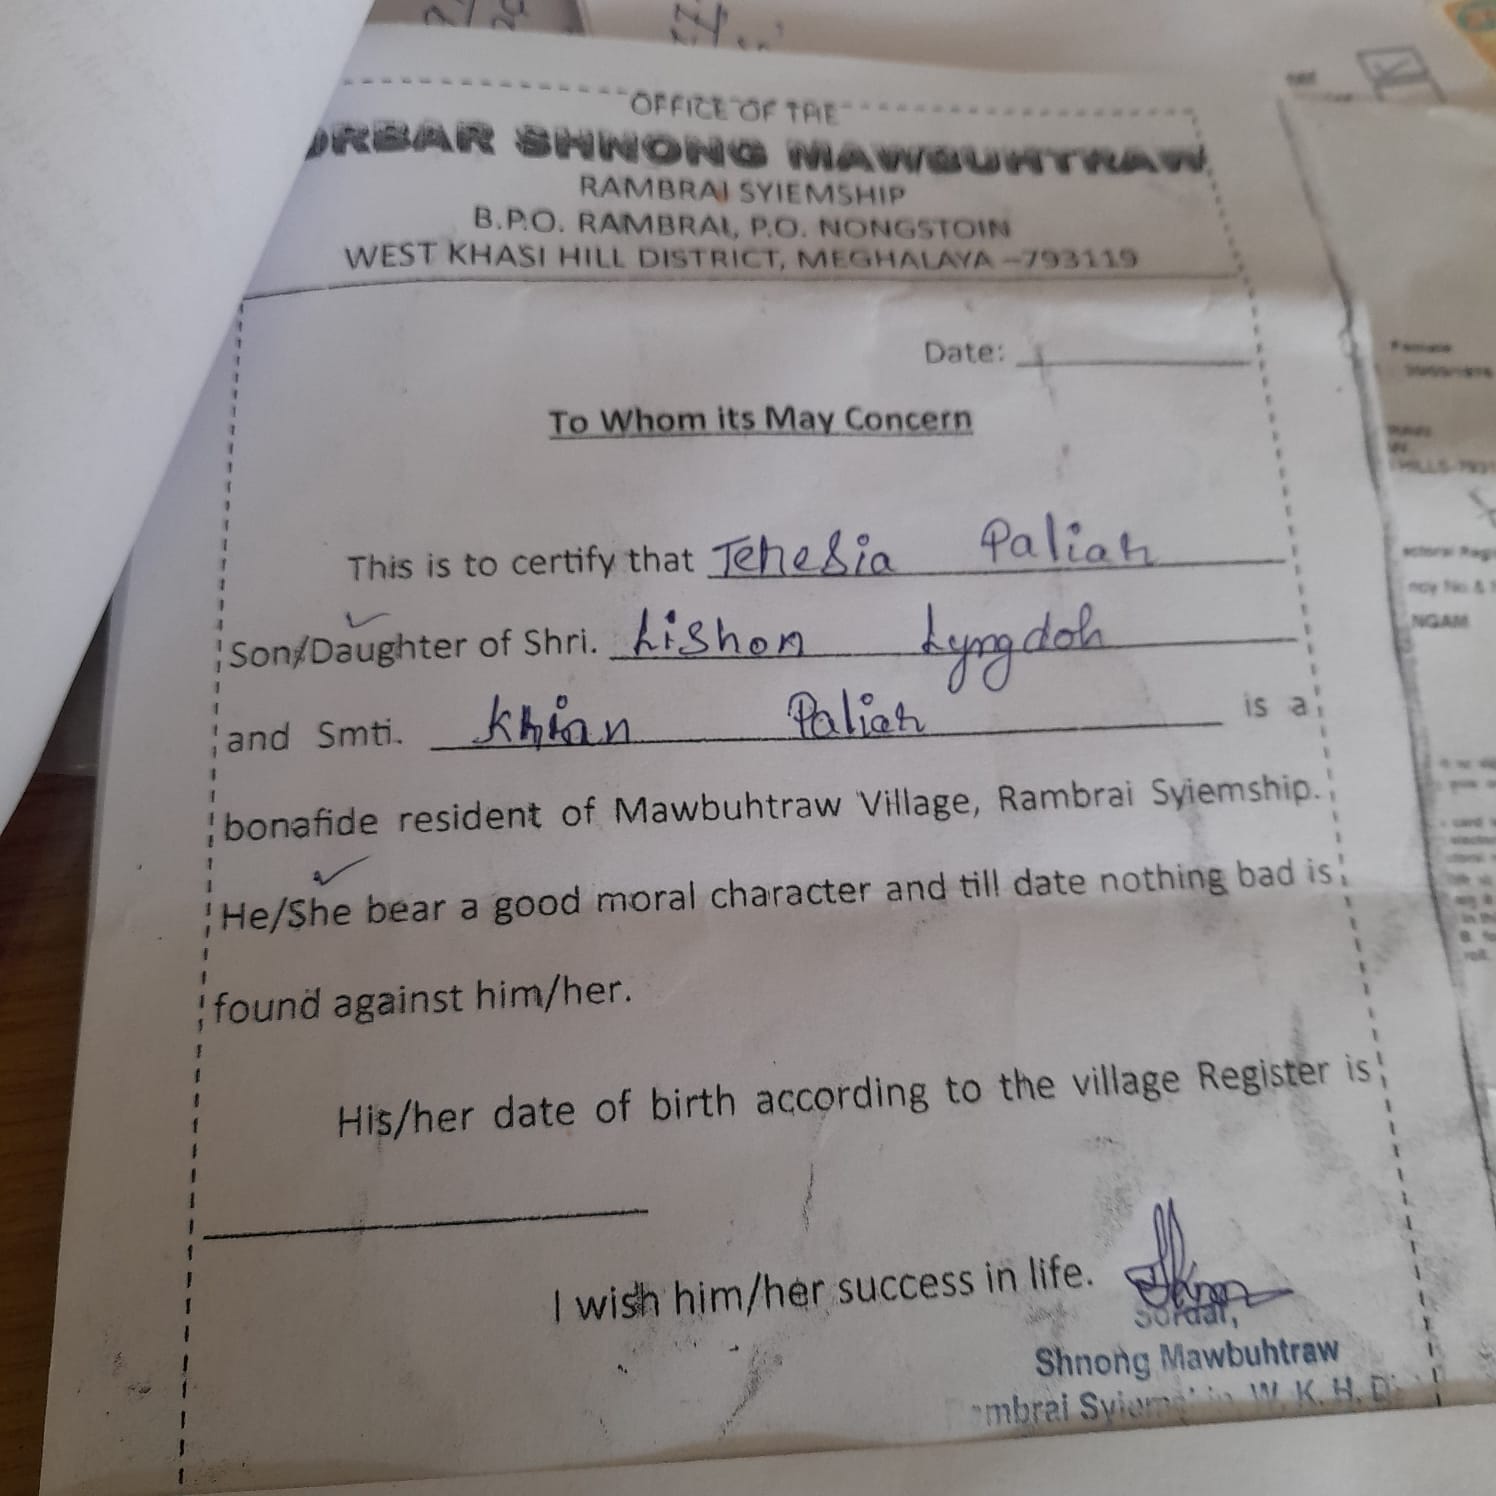 OFFICE OF THE
ORBAR SHNONG MAWBUHTRAW
RAMBRAI SYIEMSHIP
B.P.O. RAMBRAI, P.O. NONGSTOIN
WEST KHASI HILL DISTRICT, MEGHALAYA –793119
Date:
To Whom its May Concern
This is to certify that Tehesia Paliah
Son/Daughter of Shri. Lishon Lyngdoh
and Smti. Khian Paliah is a
bonafide resident of Mawbuhtraw Village, Rambrai Syiemship.
He/She bear a good moral character and till date nothing bad is
found against him/her.
His/her date of birth according to the village Register is
I wish him/her success in life.
Sordar,
Shnong Mawbuhtraw
mbrai W. K. H. D
Female
NGAM